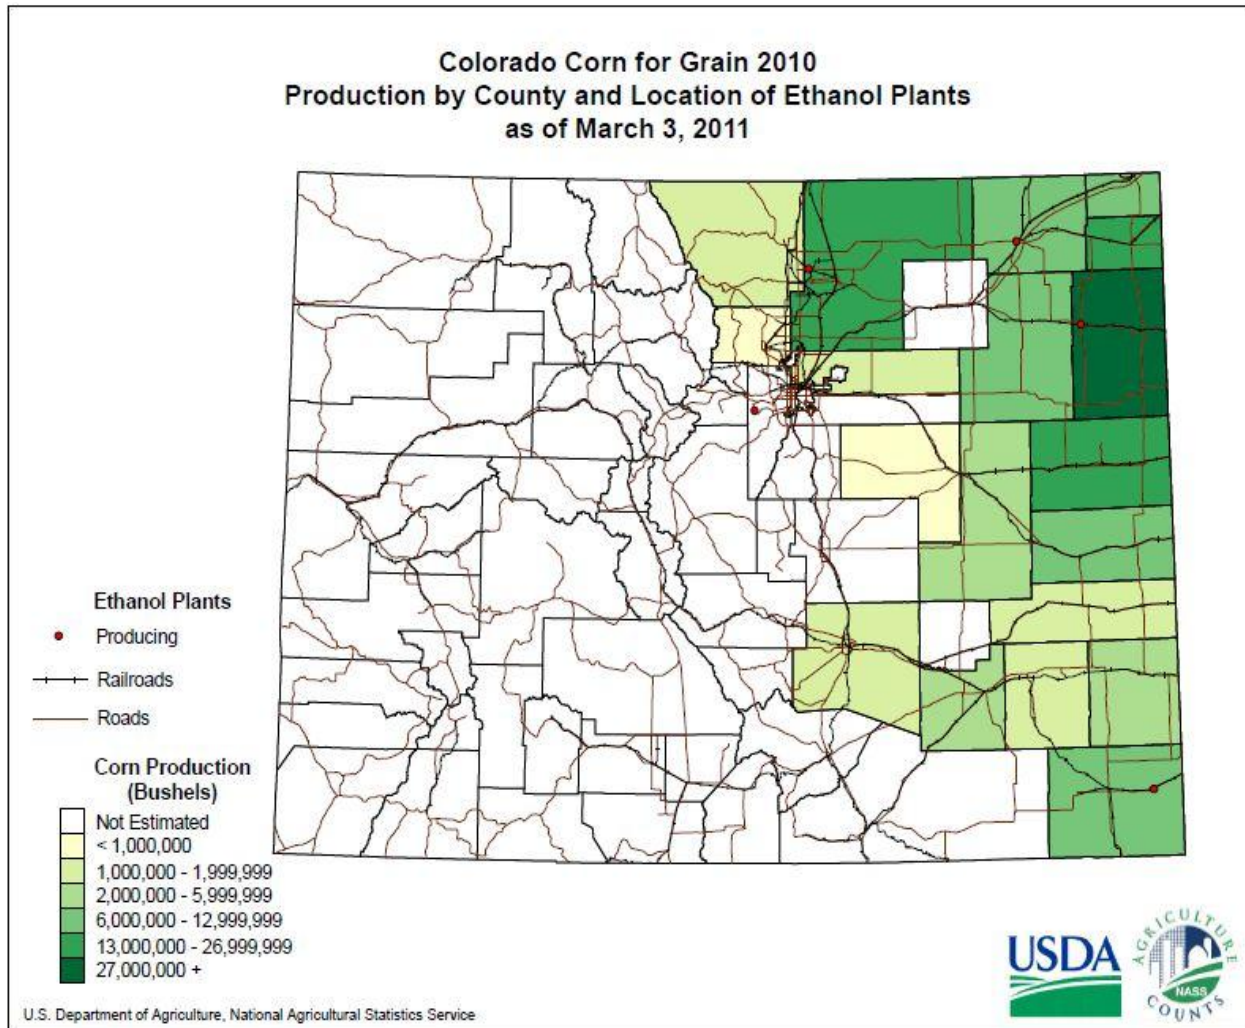 Colorado Corn for Grain 2010
Production by County and Location of Ethanol Plants
as of March 3, 2011
Ethanol Plants
Producing
Railroads
Roads
Corn Production
(Bushels)
Not Estimated
< 1,000,000
1,000,000 - 1,999,999
2,000,000 - 5,999,999
6,000,000 - 12,999,999
13,000,000 - 26,999,999
27,000,000 +
USDA
AGRICULTURE
NASS
COUNTS
U.S. Department of Agriculture, National Agricultural Statistics Service